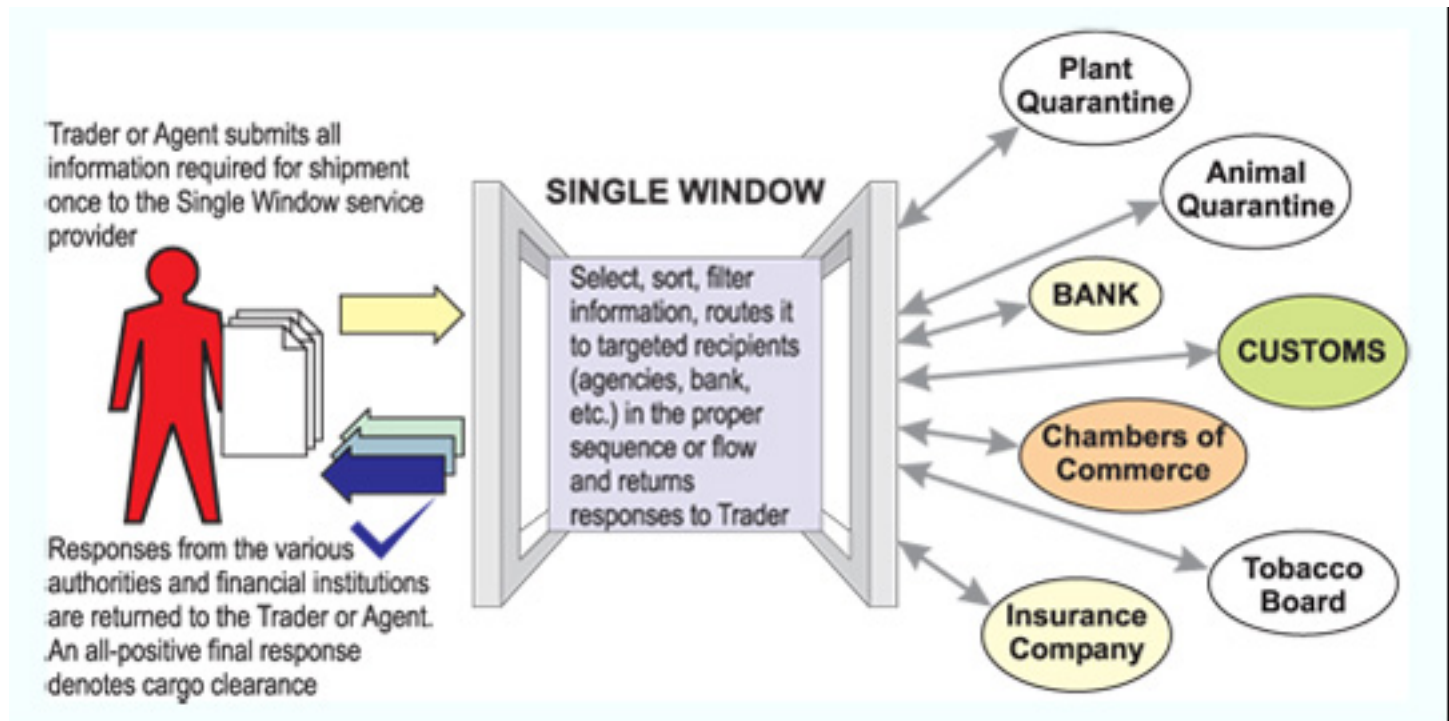 Trader or Agent submits all
information required for shipment
once to the Single Window service
provider
SINGLE WINDOW
Select, sort, filter
information, routes it
to targeted recipients
(agencies, bank,
etc.) in the proper
sequence or flow
and returns
responses to Trader
Responses from the various
authorities and financial institutions
are returned to the Trader or Agent.
An all-positive final response
denotes cargo clearance
Plant
Quarantine
Animal
Quarantine
BANK
CUSTOMS
Chambers of
Commerce
Tobacco
Board
Insurance
Company